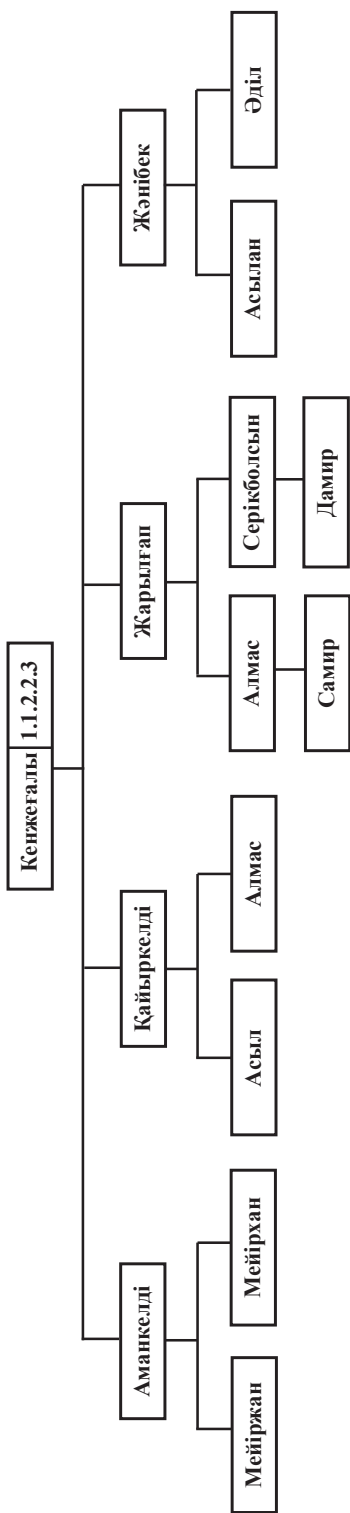 Кенжеғалы 1.1.2.2.3
Аманкелді
Қайыркелді
Жарылғап
Жәнібек
Мейіржан
Мейірхан
Асыл
Алмас
Алмас
Серікболсын
Асылан
Әділ
Самир
Дамир